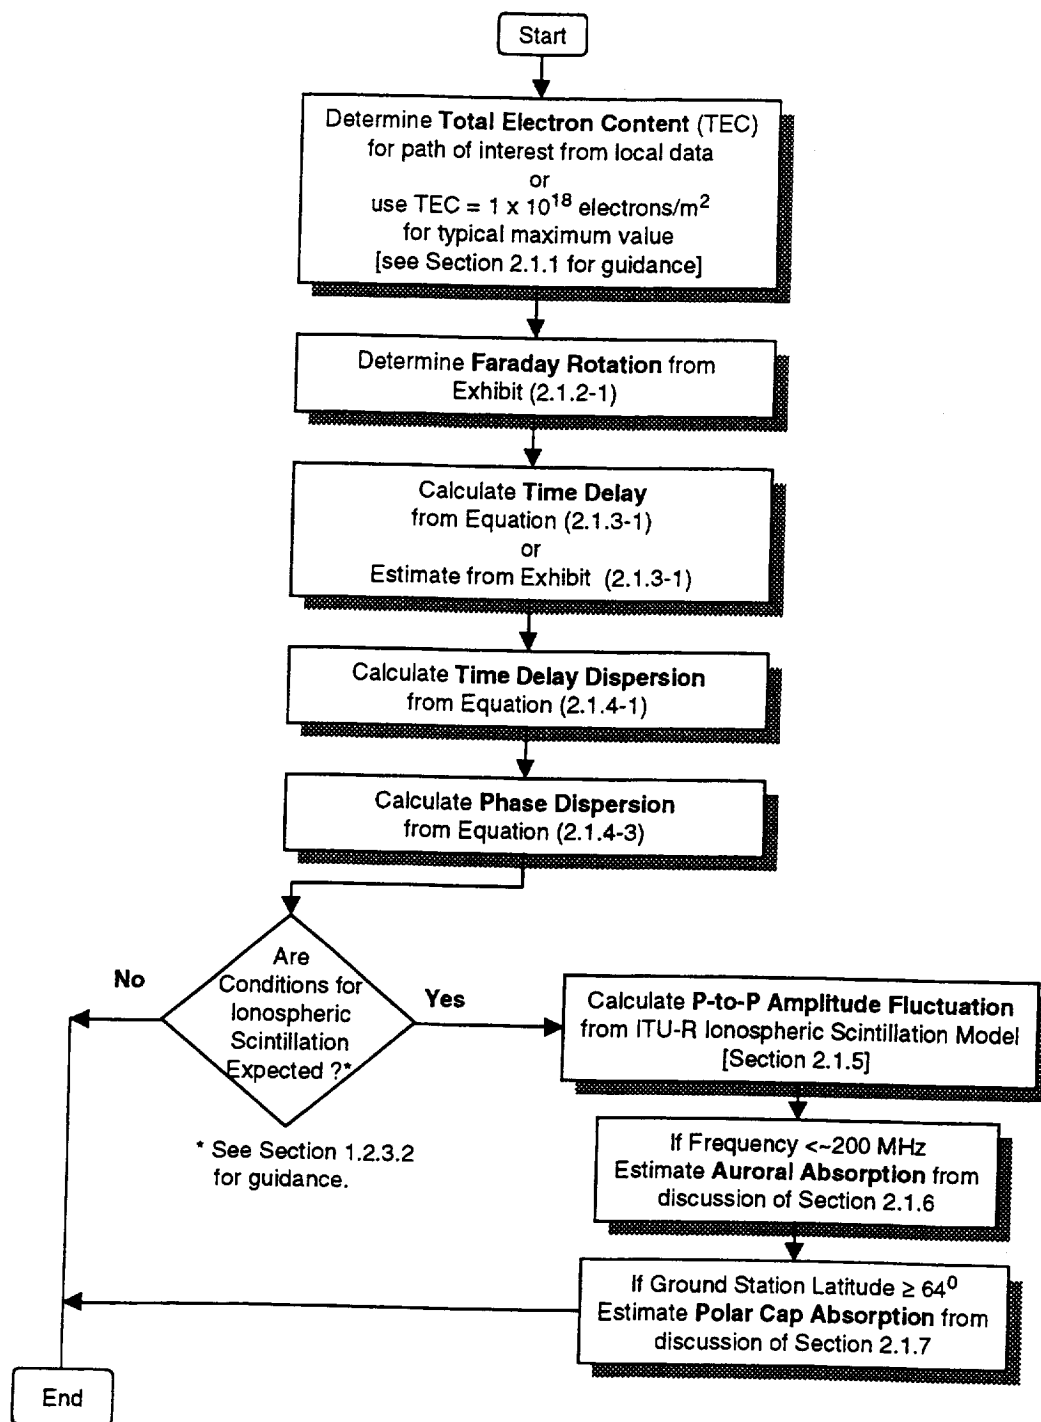 Start
Determine Total Electron Content (TEC)
for path of interest from local data
or
use TEC = 1 x 10¹⁸ electrons/m²
for typical maximum value
[see Section 2.1.1 for guidance]
Determine Faraday Rotation from
Exhibit (2.1.2-1)
Calculate Time Delay
from Equation (2.1.3-1)
or
Estimate from Exhibit (2.1.3-1)
Calculate Time Delay Dispersion
from Equation (2.1.4-1)
Calculate Phase Dispersion
from Equation (2.1.4-3)
Are
Conditions for
Ionospheric
Scintillation
Expected ?*
No
Yes
* See Section 1.2.3.2
for guidance.
Calculate P-to-P Amplitude Fluctuation
from ITU-R Ionospheric Scintillation Model
[Section 2.1.5]
If Frequency <~200 MHz
Estimate Auroral Absorption from
discussion of Section 2.1.6
If Ground Station Latitude ≥ 64⁰
Estimate Polar Cap Absorption from
discussion of Section 2.1.7
End